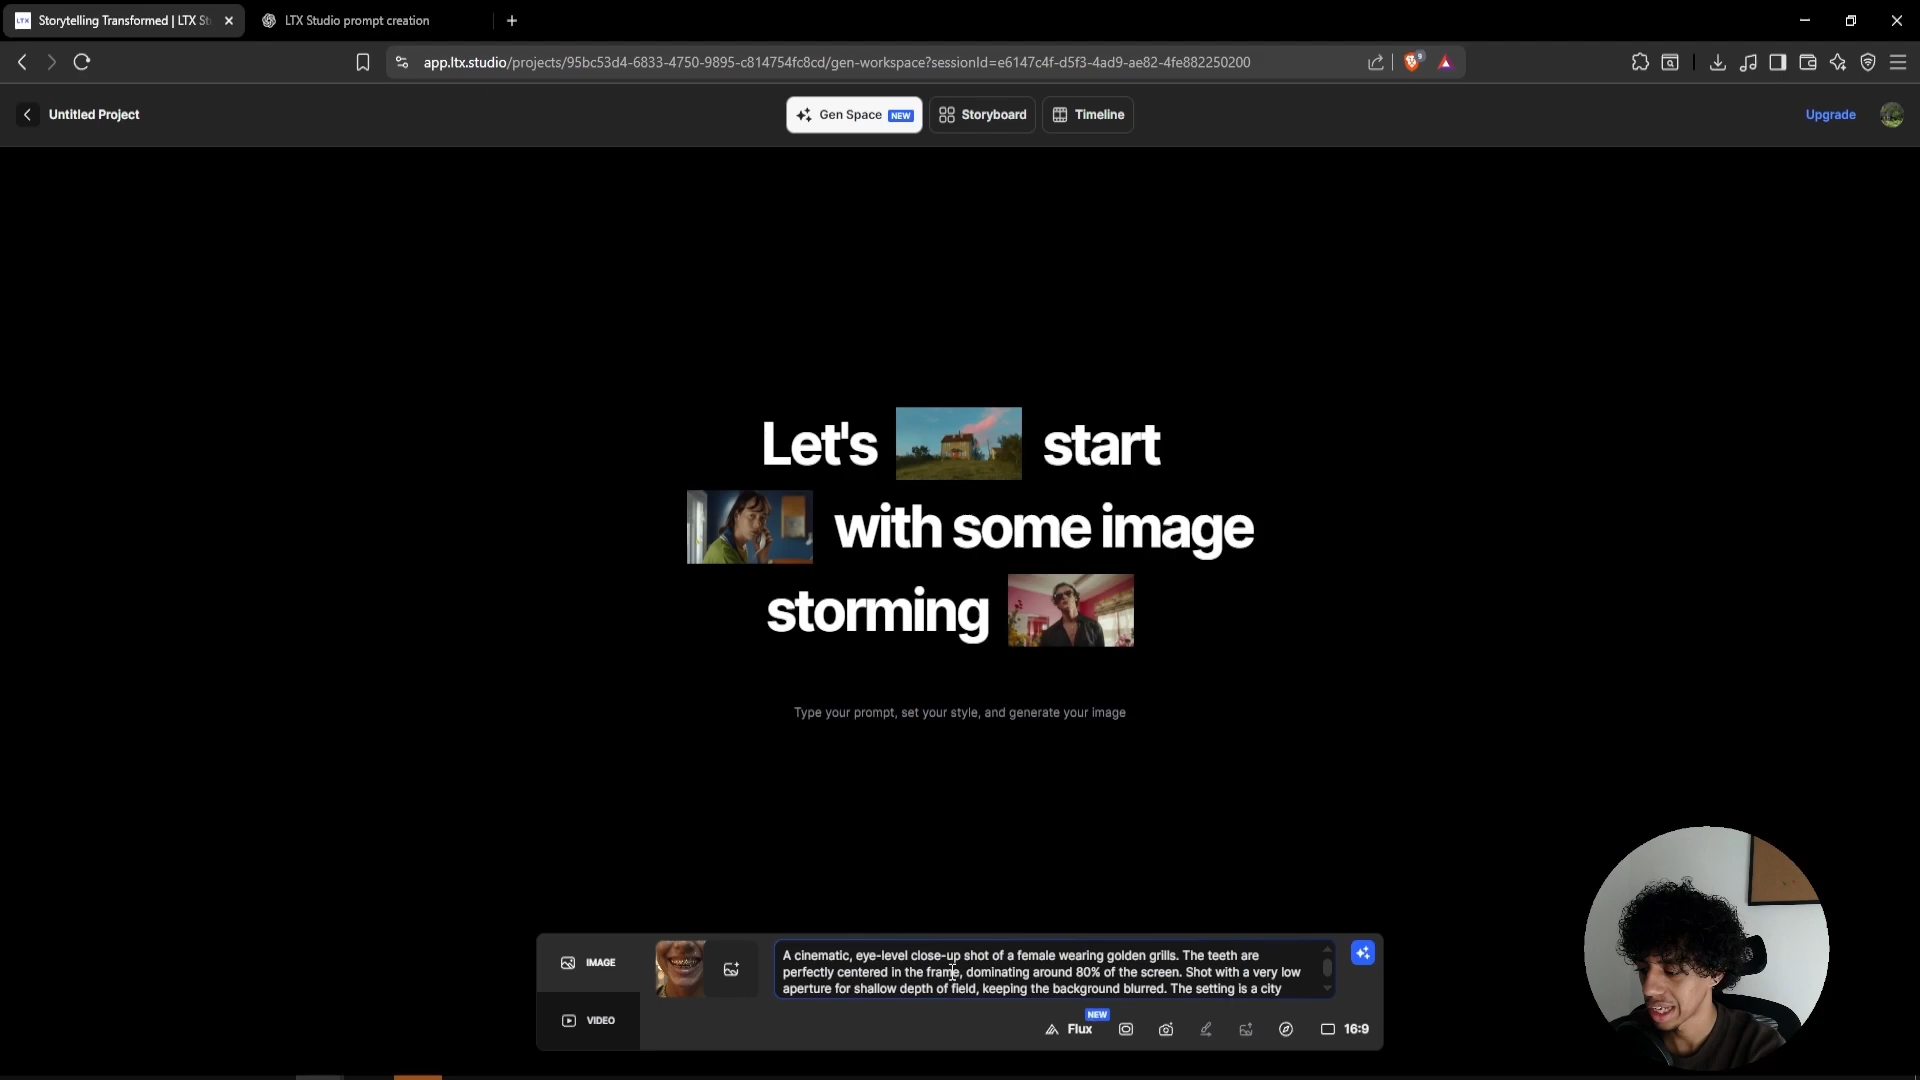 LTX
Storytelling Transformed | LTX St
LTX Studio prompt creation
app.ltx.studio/projects/95bc53d4-6833-4750-9895-c814754fc8cd/gen-workspace?sessionId=e6147c4f-d5f3-4ad9-ae82-4fe882250200
9
Untitled Project
Gen Space NEW
Storyboard
Timeline
Upgrade
Let's start
with some image
storming
Type your prompt, set your style, and generate your image
IMAGE
VIDEO
A cinematic, eye-level close-up shot of a female wearing golden grills. The teeth are
perfectly centered in the frame, dominating around 80% of the screen. Shot with a very low
aperture for shallow depth of field, keeping the background blurred. The setting is a city
NEW
Flux
16:9